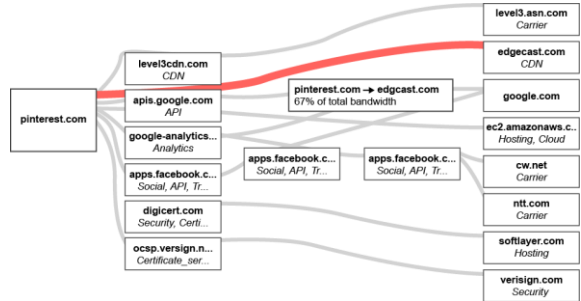 pinterest.com
level3cdn.com
CDN
apis.google.com
API
google-analytics...
Analytics
apps.facebook.c...
Social, API, Tr...
digicert.com
Security, Certi...
ocsp.versign.n...
Certificate_ser...
pinterest.com → edgcast.com
67% of total bandwidth
apps.facebook.c...
Social, API, Tr...
apps.facebook.c...
Social, API, Tr...
level3.asn.com
Carrier
edgecast.com
CDN
google.com
ec2.amazonaws.c..
Hosting, Cloud
cw.net
Carrier
ntt.com
Carrier
softlayer.com
Hosting
verisign.com
Security